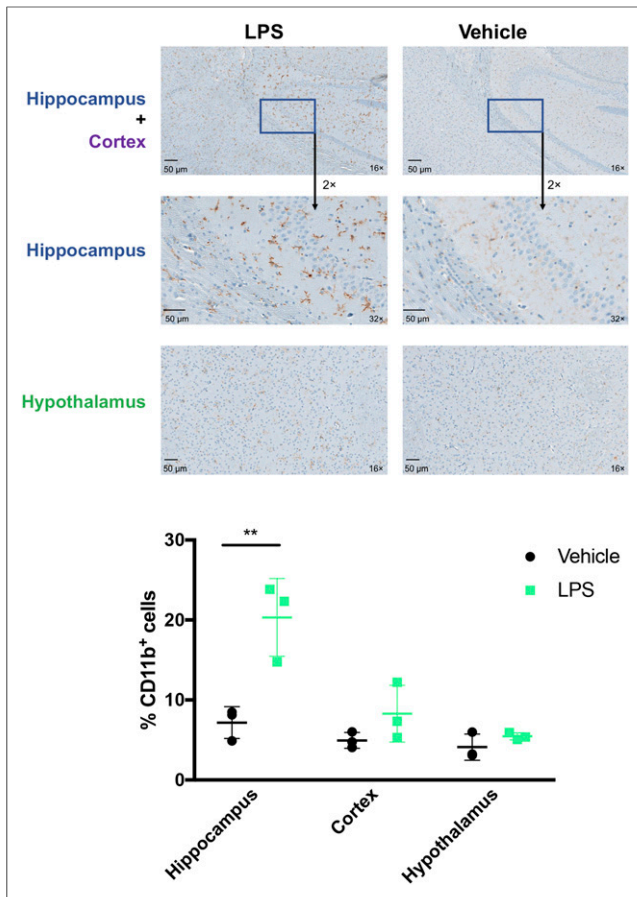 LPS Vehicle
Hippocampus
+
Cortex
50 µm 16× 50 µm 16×
2× 2×
Hippocampus
50 µm 32× 50 µm 32×
Hypothalamus
50 µm 16× 50 µm 16×
30
**
Vehicle
LPS
20
% CD11b⁺ cells
10
0
Hippocampus Cortex Hypothalamus